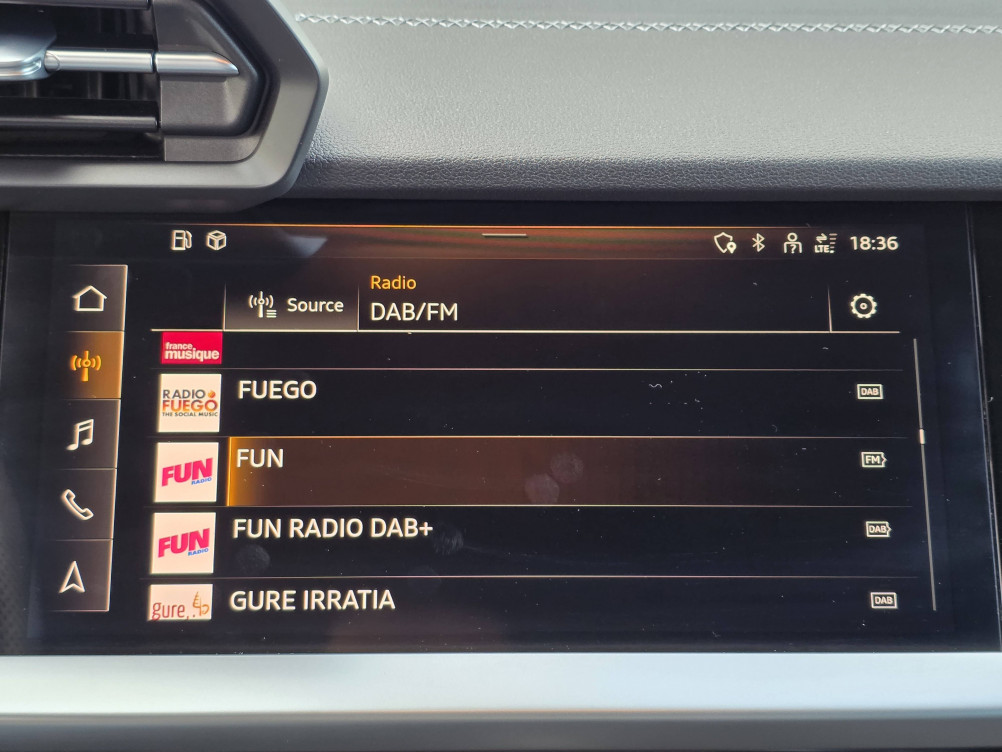 LTE
18:36
Source
Radio
DAB/FM
france
musique
RADIO
FUEGO
THE SOCIAL MUSIC
FUEGO
DAB
FUN
RADIO
FUN
FM
FUN
RADIO
FUN RADIO DAB+
DAB
gure
GURE IRRATIA
DAB